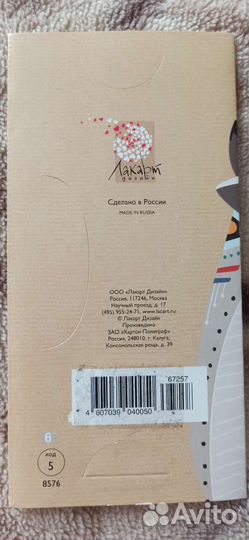 Лакарт
дизайн
Сделано в России
MADE IN RUSSIA
ООО «Лакарт Дизайн»
Россия, 117246, Москва
Научный проезд, д. 17
(495) 955-24-71, www.lacart.ru
© Лакарт Дизайн
Произведено:
ЗАО «Картон-Полиграф»
Россия, 248010, г. Калуга,
Комсомольская роща, д. 39
67257
4 607039 040050 >
6
код
5
8576
Avito